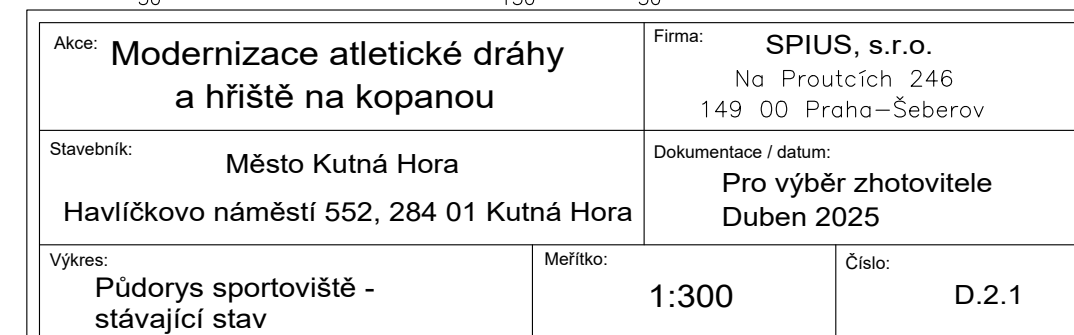 Akce: Modernizace atletické dráhy
a hřiště na kopanou
Firma: SPIUS, s.r.o.
Na Proutcích 246
149 00 Praha–Šeberov
Stavebník:
Město Kutná Hora
Havlíčkovo náměstí 552, 284 01 Kutná Hora
Dokumentace / datum:
Pro výběr zhotovitele
Duben 2025
Výkres:
Půdorys sportoviště -
stávající stav
Meřítko:
1:300
Číslo:
D.2.1